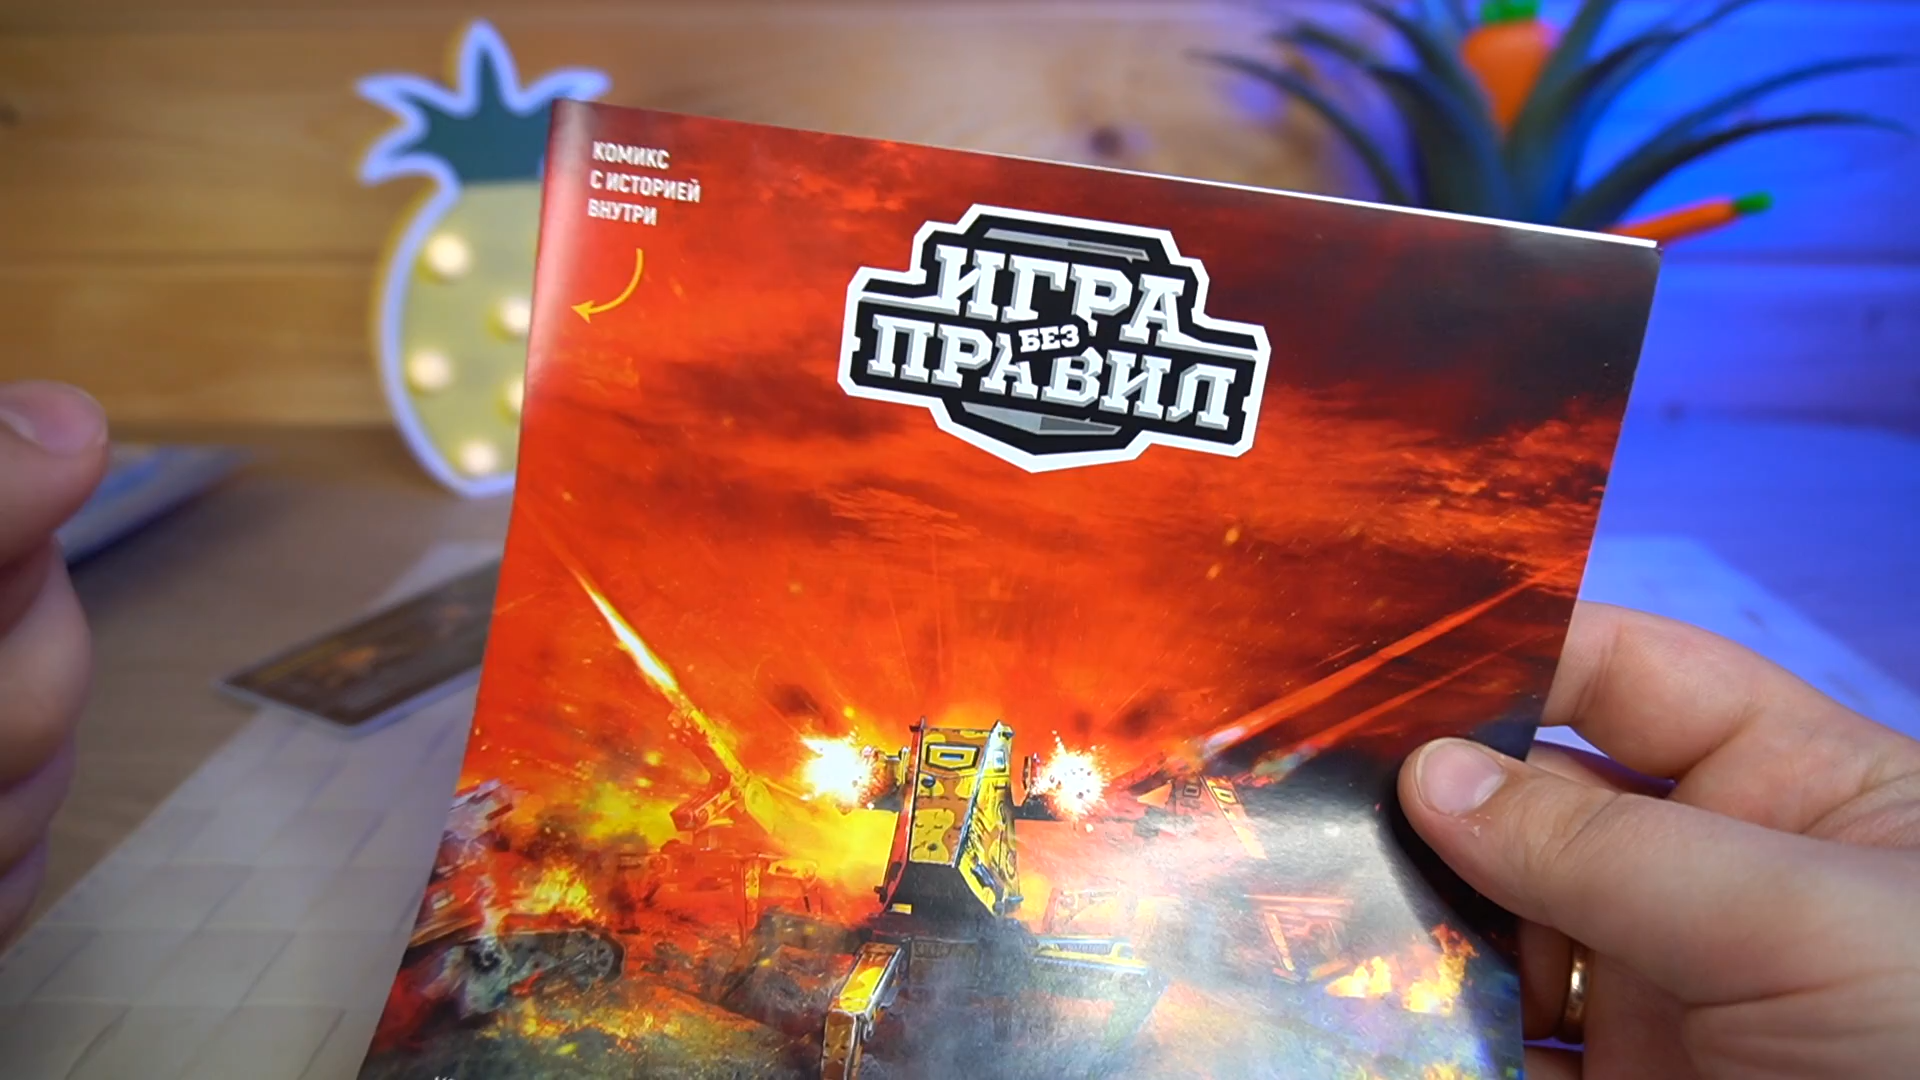 КОМИКС
С ИСТОРИЕЙ
ВНУТРИ
ИГРА
БЕЗ
ПРАВИЛ